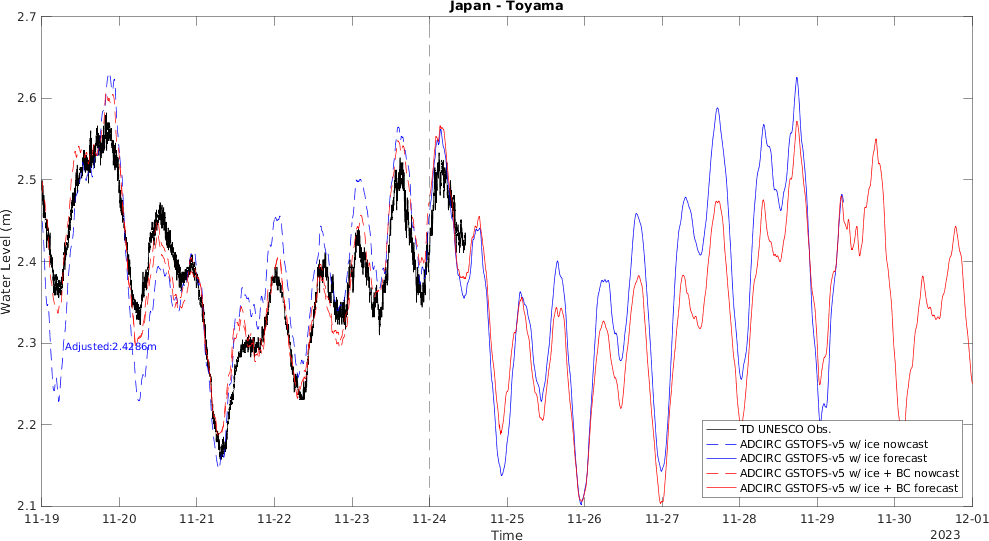 Japan - Toyama
Water Level (m)
2.7
2.6
2.5
2.4
2.3
2.2
2.1
Adjusted:2.4286m
TD UNESCO Obs.
ADCIRC GSTOFS-v5 w/ ice nowcast
ADCIRC GSTOFS-v5 w/ ice forecast
ADCIRC GSTOFS-v5 w/ ice + BC nowcast
ADCIRC GSTOFS-v5 w/ ice + BC forecast
11-19 11-20 11-21 11-22 11-23 11-24 11-25 11-26 11-27 11-28 11-29 11-30 12-01
Time
2023